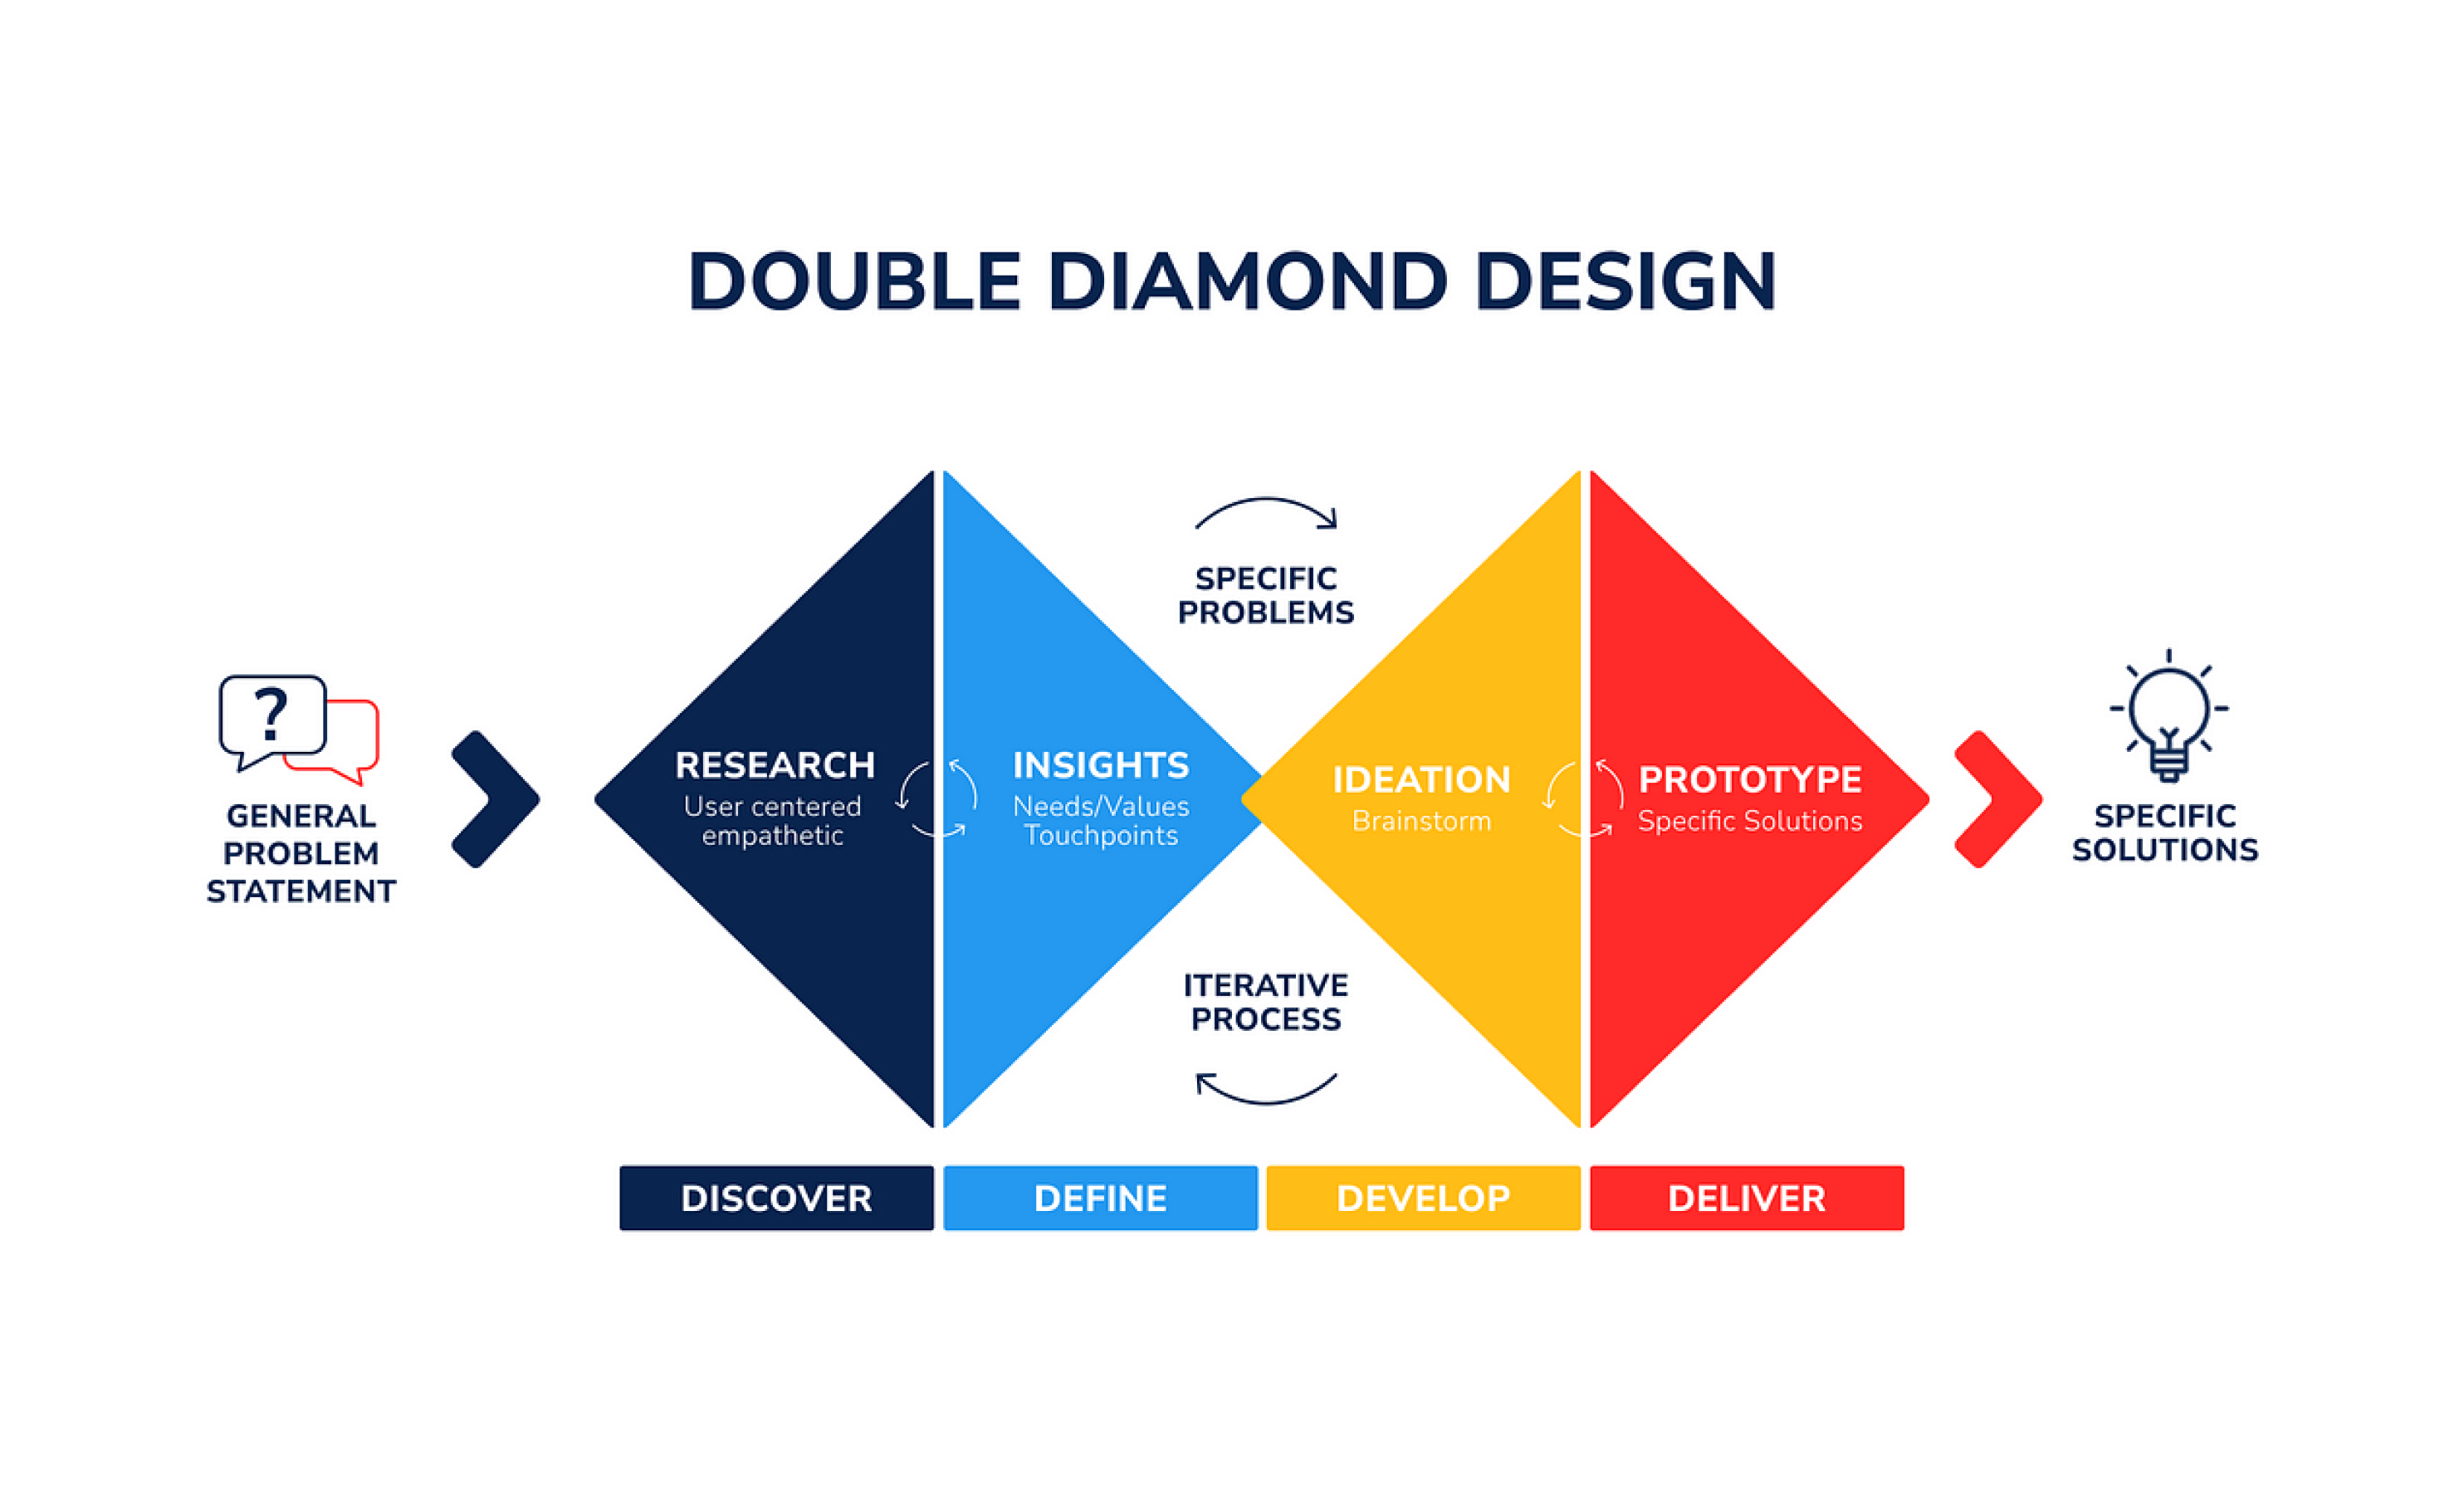 DOUBLE DIAMOND DESIGN
?
GENERAL
PROBLEM
STATEMENT
RESEARCH
User centered
empathetic
INSIGHTS
Needs/Values
Touchpoints
SPECIFIC
PROBLEMS
ITERATIVE
PROCESS
IDEATION
Brainstorm
PROTOTYPE
Specific Solutions
SPECIFIC
SOLUTIONS
DISCOVER
DEFINE
DEVELOP
DELIVER